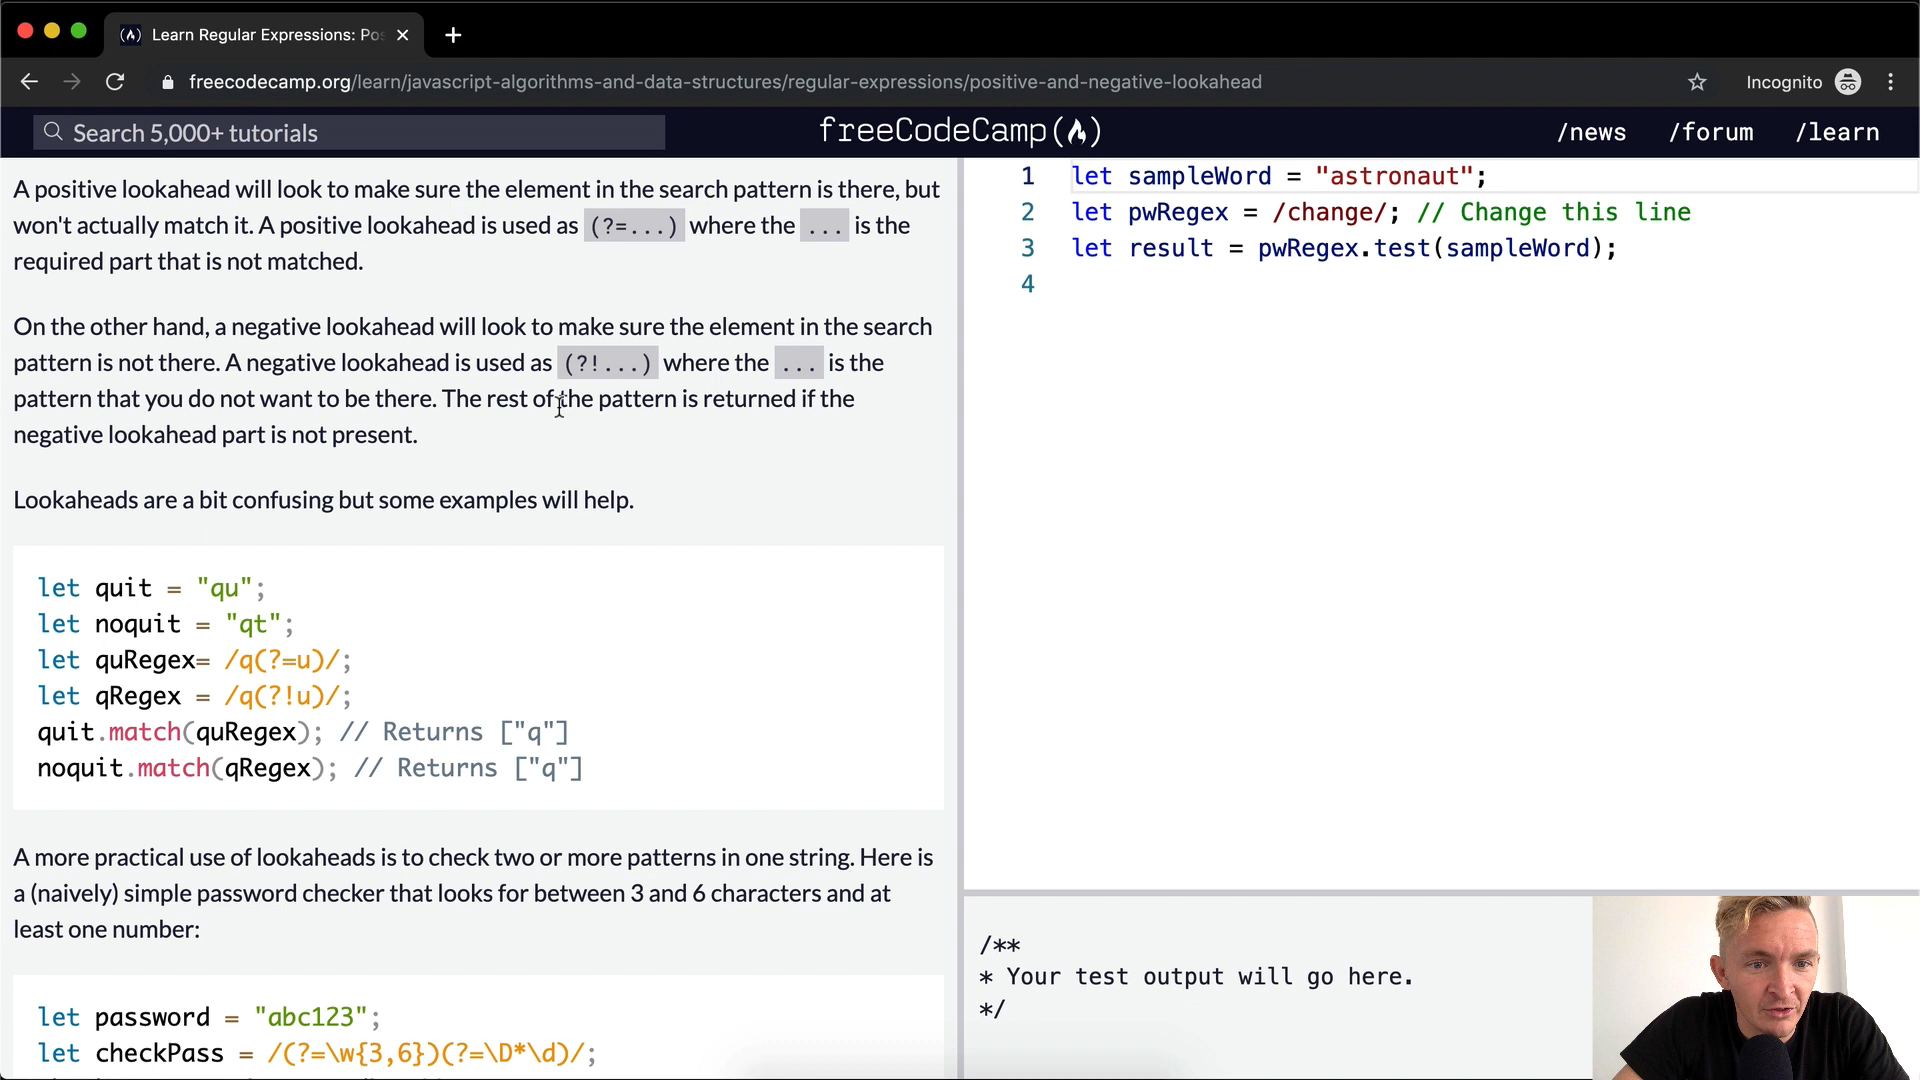 Learn Regular Expressions: Pos
freecodecamp.org/learn/javascript-algorithms-and-data-structures/regular-expressions/positive-and-negative-lookahead
Incognito
Search 5,000+ tutorials
freeCodeCamp
/news /forum /learn
A positive lookahead will look to make sure the element in the search pattern is there, but
won't actually match it. A positive lookahead is used as (?=...) where the ... is the
required part that is not matched.
On the other hand, a negative lookahead will look to make sure the element in the search
pattern is not there. A negative lookahead is used as (?!...) where the ... is the
pattern that you do not want to be there. The rest of the pattern is returned if the
negative lookahead part is not present.
Lookaheads are a bit confusing but some examples will help.
let quit = "qu";
let noquit = "qt";
let quRegex= /q(?=u)/;
let qRegex = /q(?!u)/;
quit.match(quRegex); // Returns ["q"]
noquit.match(qRegex); // Returns ["q"]
A more practical use of lookaheads is to check two or more patterns in one string. Here is
a (naively) simple password checker that looks for between 3 and 6 characters and at
least one number:
let password = "abc123";
let checkPass = /(?=\w{3,6})(?=\D*\d)/;
1 let sampleWord = "astronaut";
2 let pwRegex = /change/; // Change this line
3 let result = pwRegex.test(sampleWord);
4
/**
* Your test output will go here.
*/